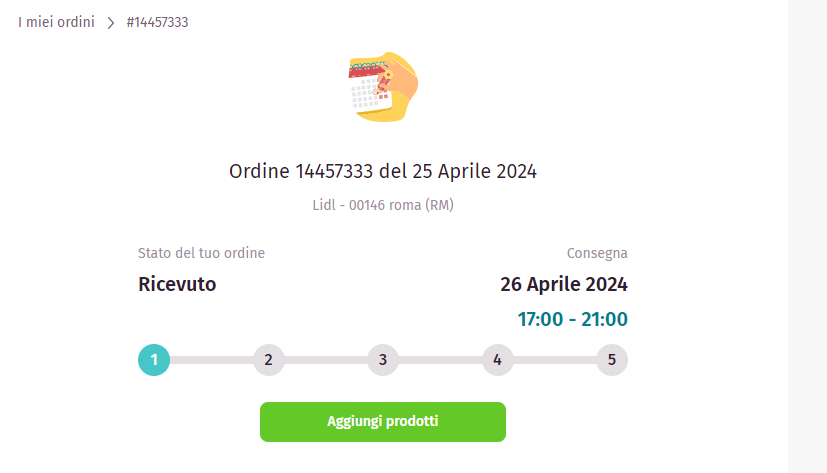 I miei ordini > #14457333
Ordine 14457333 del 25 Aprile 2024
Lidl - 00146 roma (RM)
Stato del tuo ordine Consegna
Ricevuto 26 Aprile 2024
17:00 - 21:00
1 2 3 4 5
Aggiungi prodotti